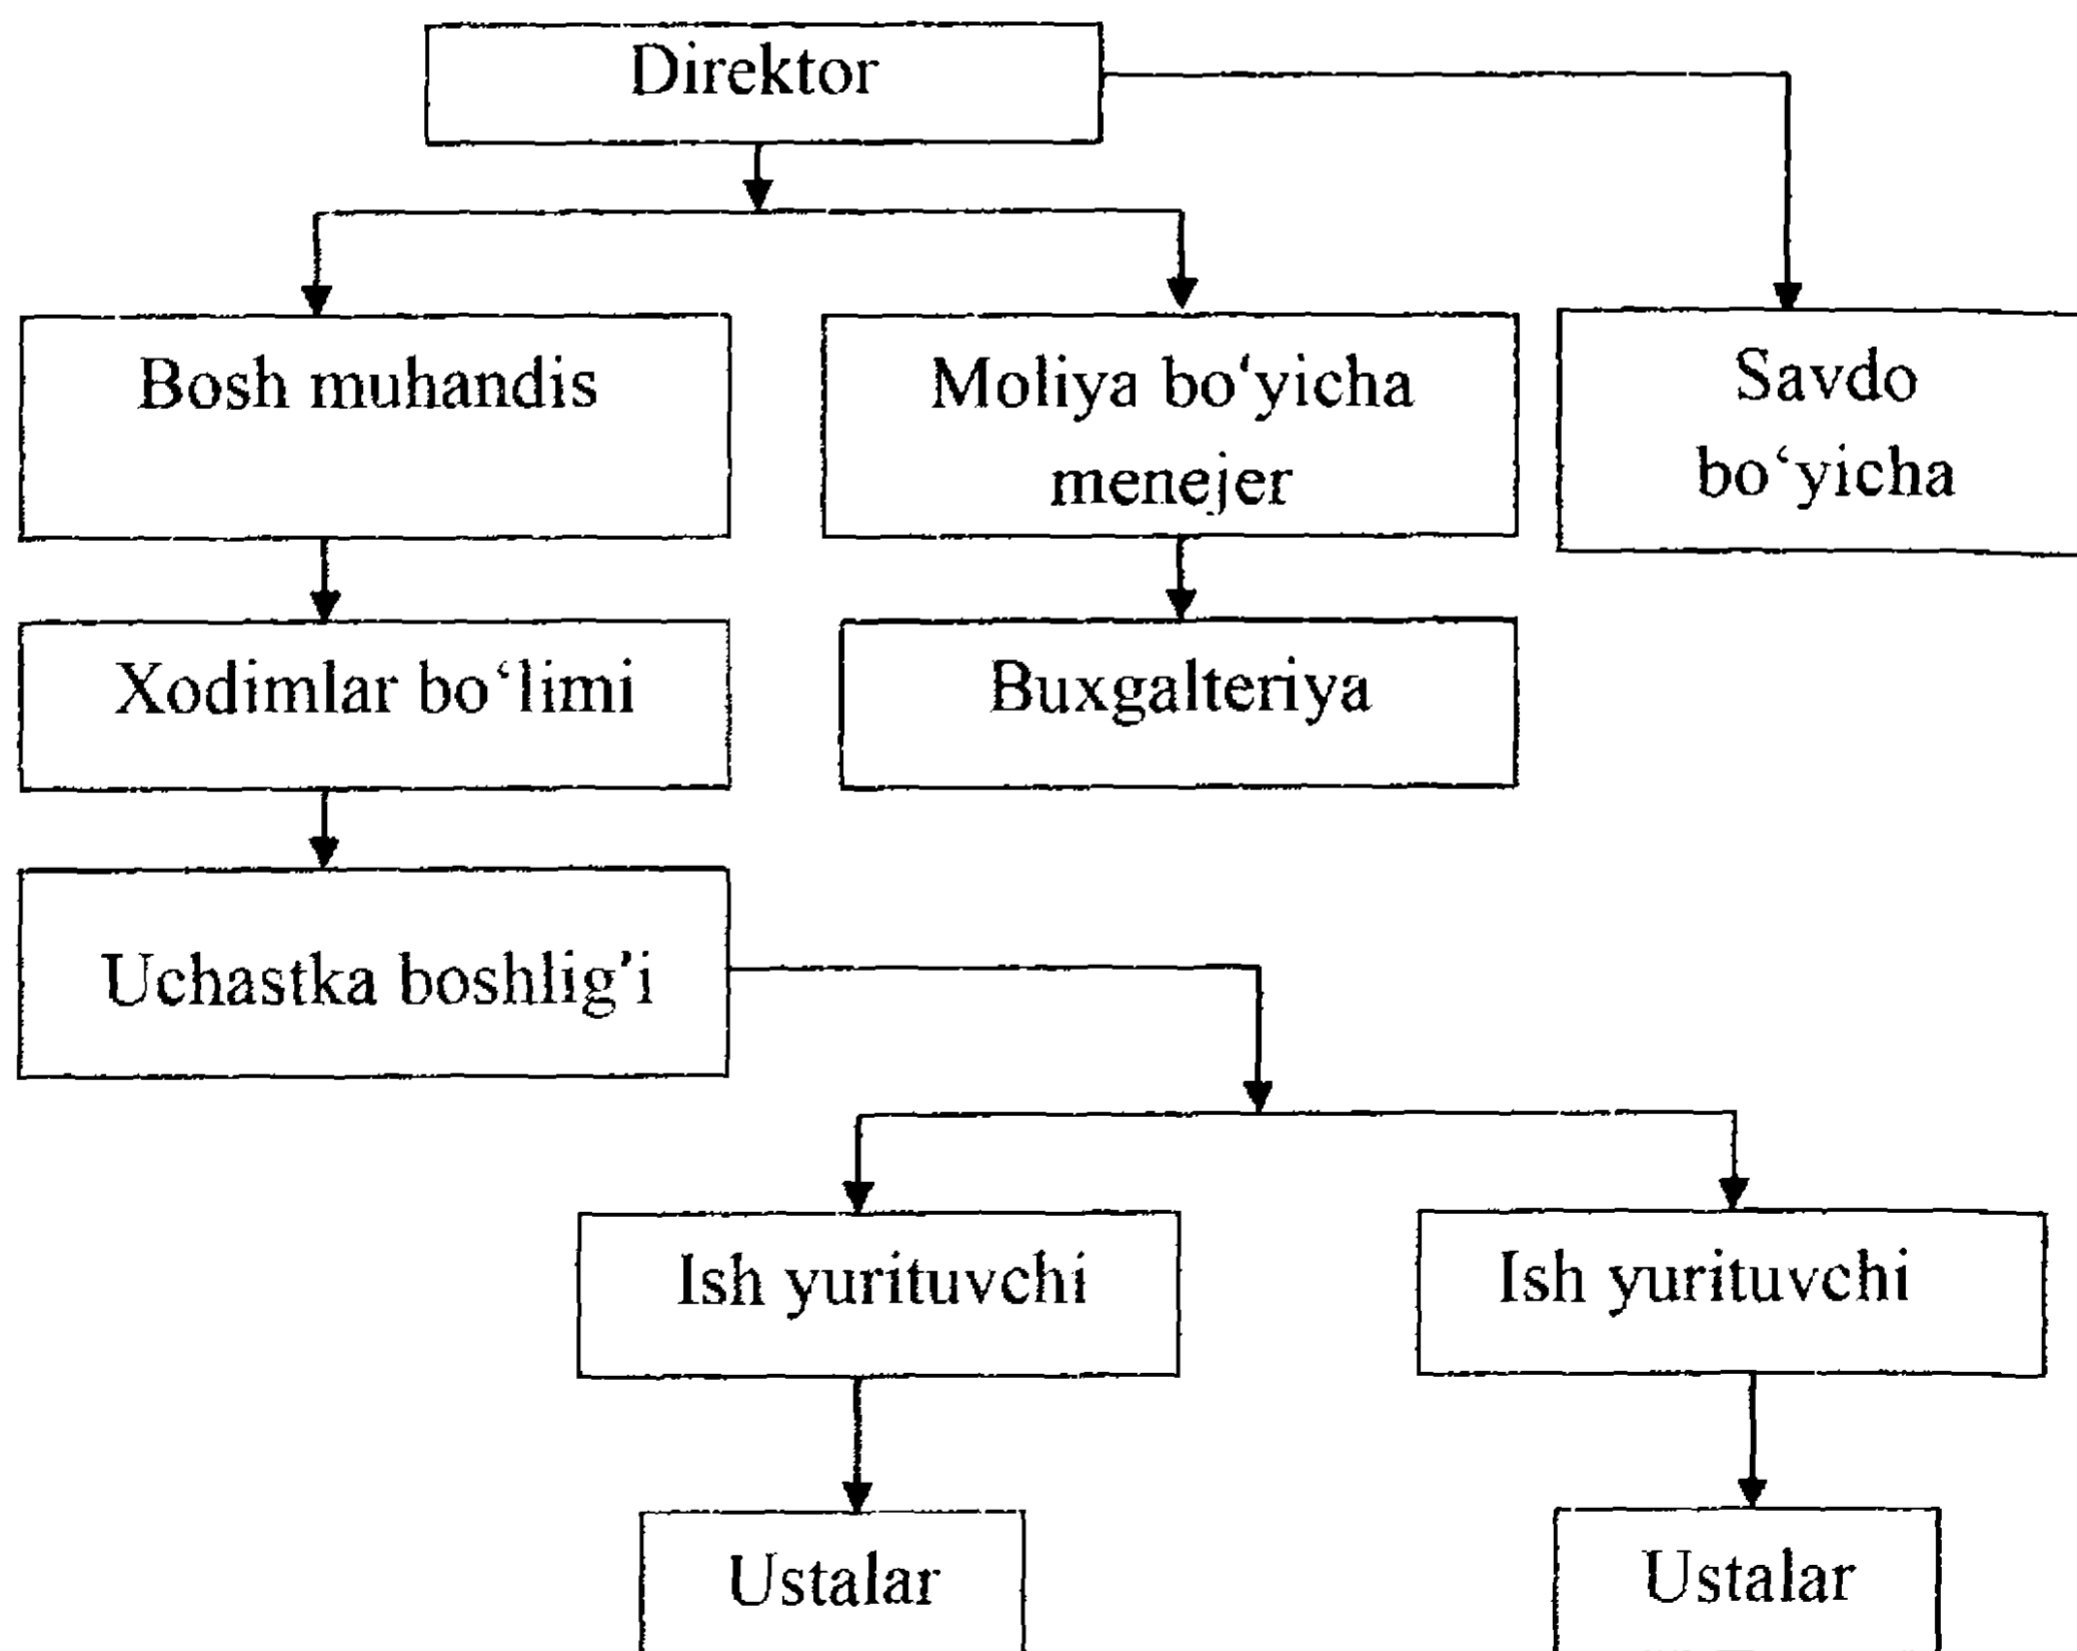 Direktor
Bosh muhandis
Moliya bo‘yicha
menejer
Savdo
bo‘yicha
Xodimlar bo‘limi
Buxgalteriya
Uchastka boshlig’i
Ish yurituvchi
Ish yurituvchi
Ustalar
Ustalar